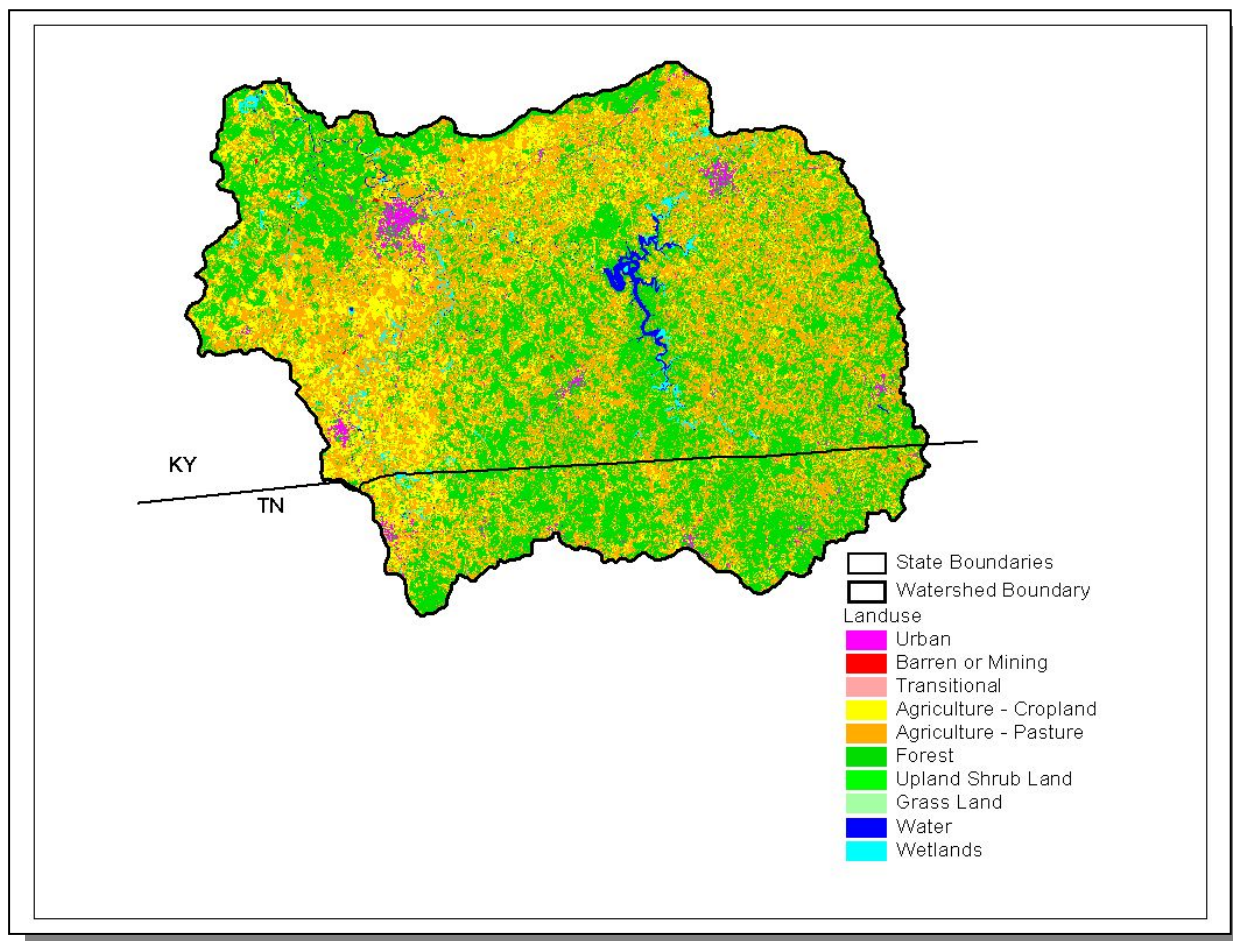 KY
TN
State Boundaries
Watershed Boundary
Landuse
Urban
Barren or Mining
Transitional
Agriculture - Cropland
Agriculture - Pasture
Forest
Upland Shrub Land
Grass Land
Water
Wetlands